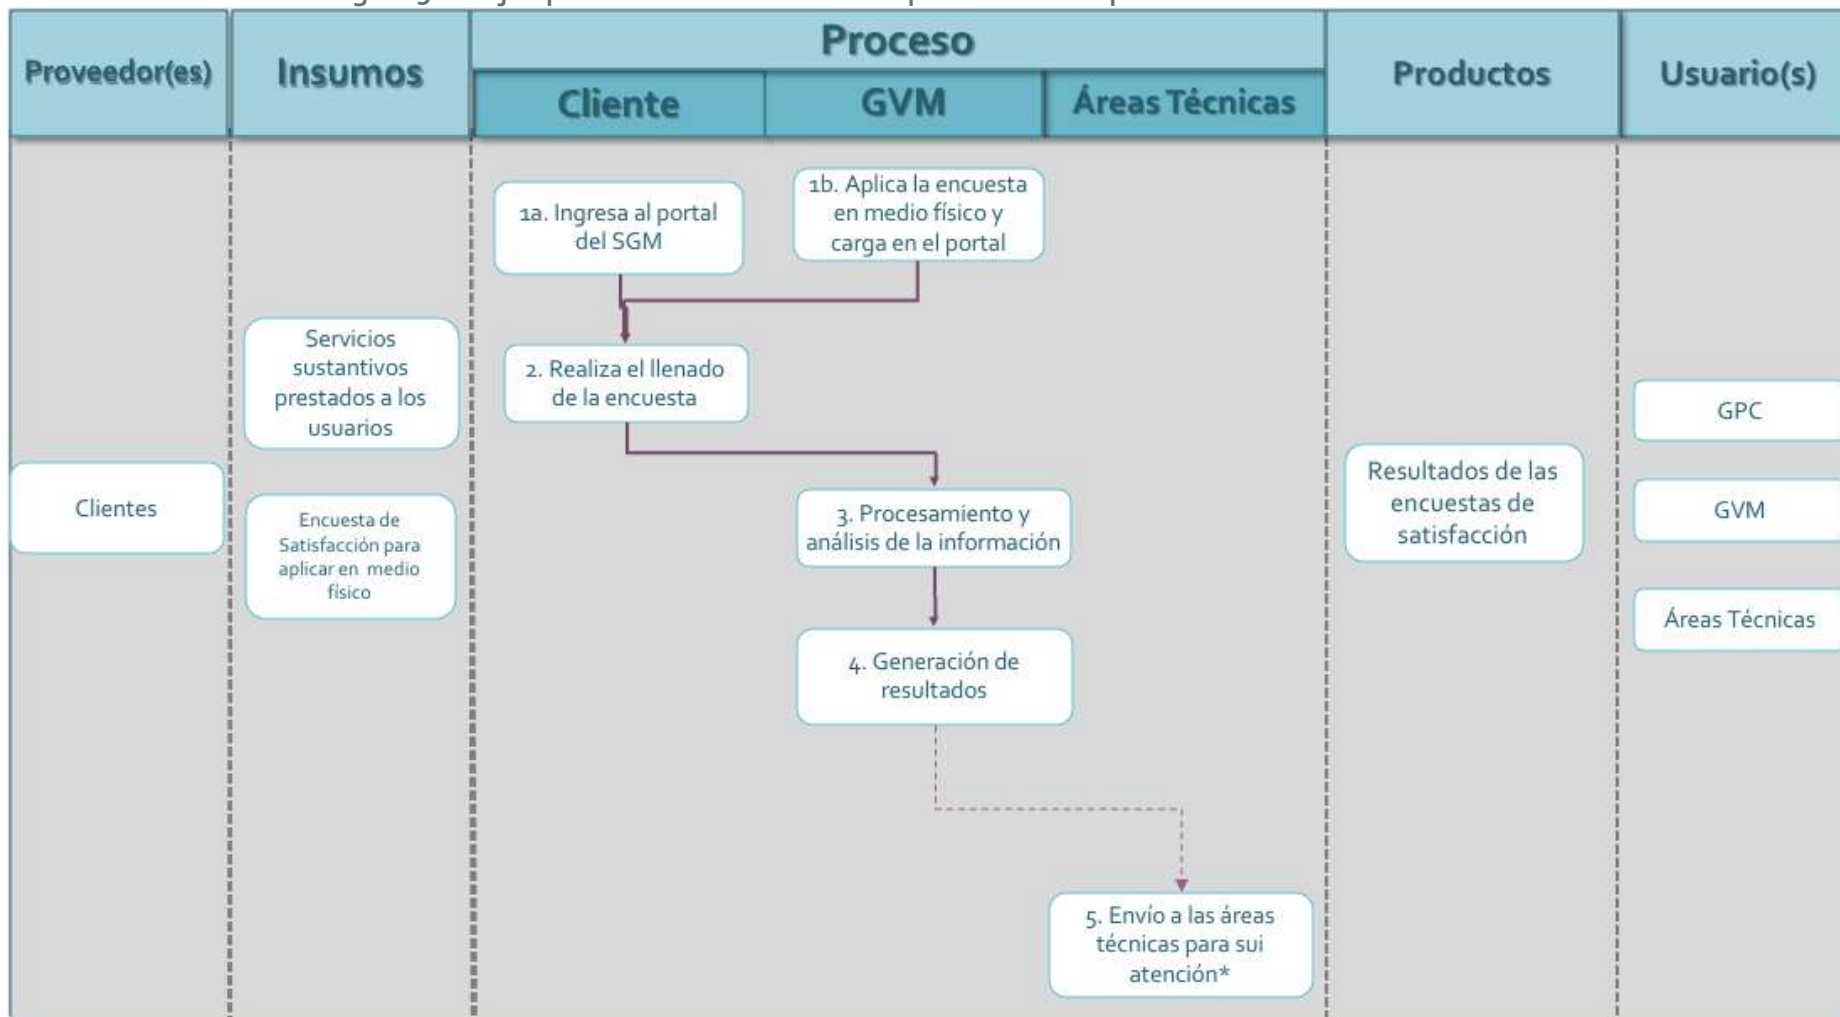 Proveedor(es)
Insumos
Proceso
Cliente
GVM
Áreas Técnicas
Productos
Usuario(s)
1a. Ingresa al portal
del SGM
1b. Aplica la encuesta
en medio físico y
carga en el portal
2. Realiza el llenado
de la encuesta
Servicios
sustantivos
prestados a los
usuarios
Clientes
Encuesta de
Satisfacción para
aplicar en medio
físico
3. Procesamiento y
análisis de la información
4. Generación de
resultados
5. Envío a las áreas
técnicas para sui
atención*
Resultados de las
encuestas de
satisfacción
GPC
GVM
Áreas Técnicas